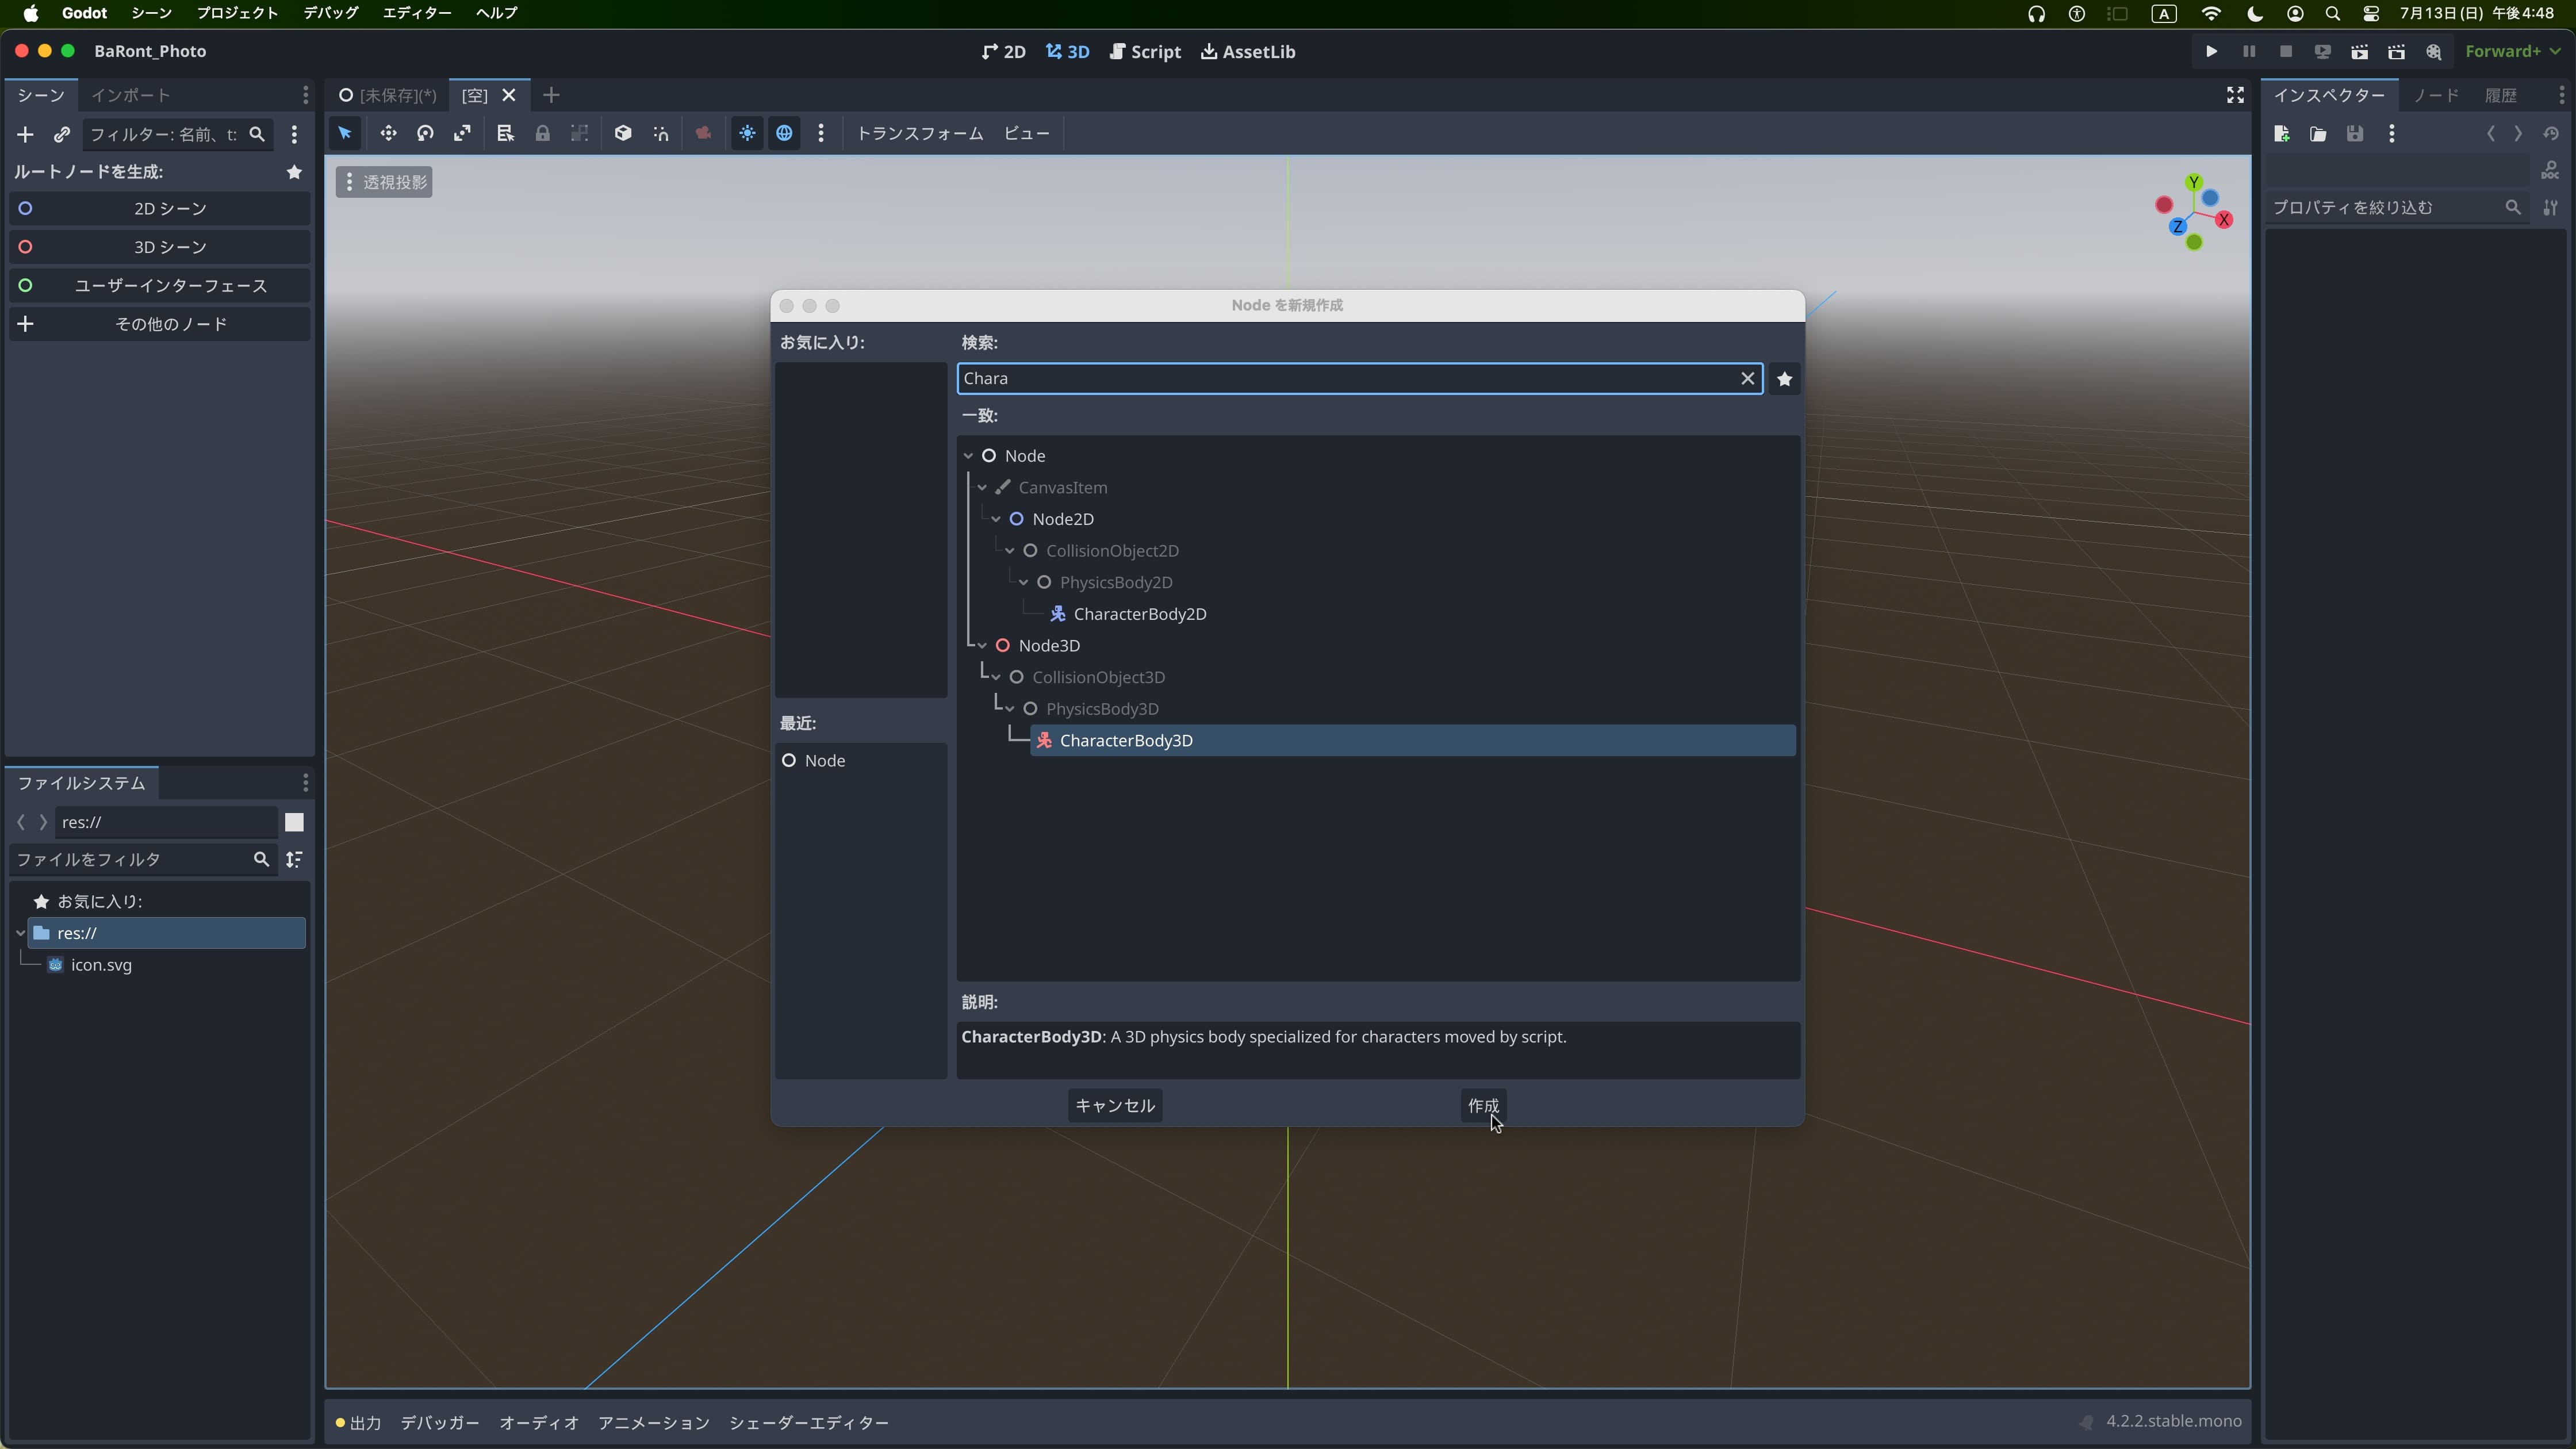 Godot シーン プロジェクト デバッグ エディター ヘルプ
A 7月13日(日) 午後4:48
BaRont_Photo
2D 3D Script AssetLib
Forward+
シーン インポート
フィルター: 名前、t:
ルートノードを生成:
2D シーン
3D シーン
ユーザーインターフェース
その他のノード
ファイルシステム
res://
ファイルをフィルタ
お気に入り:
res://
icon.svg
[未保存](*) [空]
トランスフォーム ビュー
透視投影
Y
X
Z
Node を新規作成
お気に入り:
最近:
Node
検索:
Chara
一致:
Node
CanvasItem
Node2D
CollisionObject2D
PhysicsBody2D
CharacterBody2D
Node3D
CollisionObject3D
PhysicsBody3D
CharacterBody3D
説明:
CharacterBody3D: A 3D physics body specialized for characters moved by script.
キャンセル 作成
出力 デバッガー オーディオ アニメーション シェーダーエディター
4.2.2.stable.mono
インスペクター ノード 履歴
DOC
プロパティを絞り込む